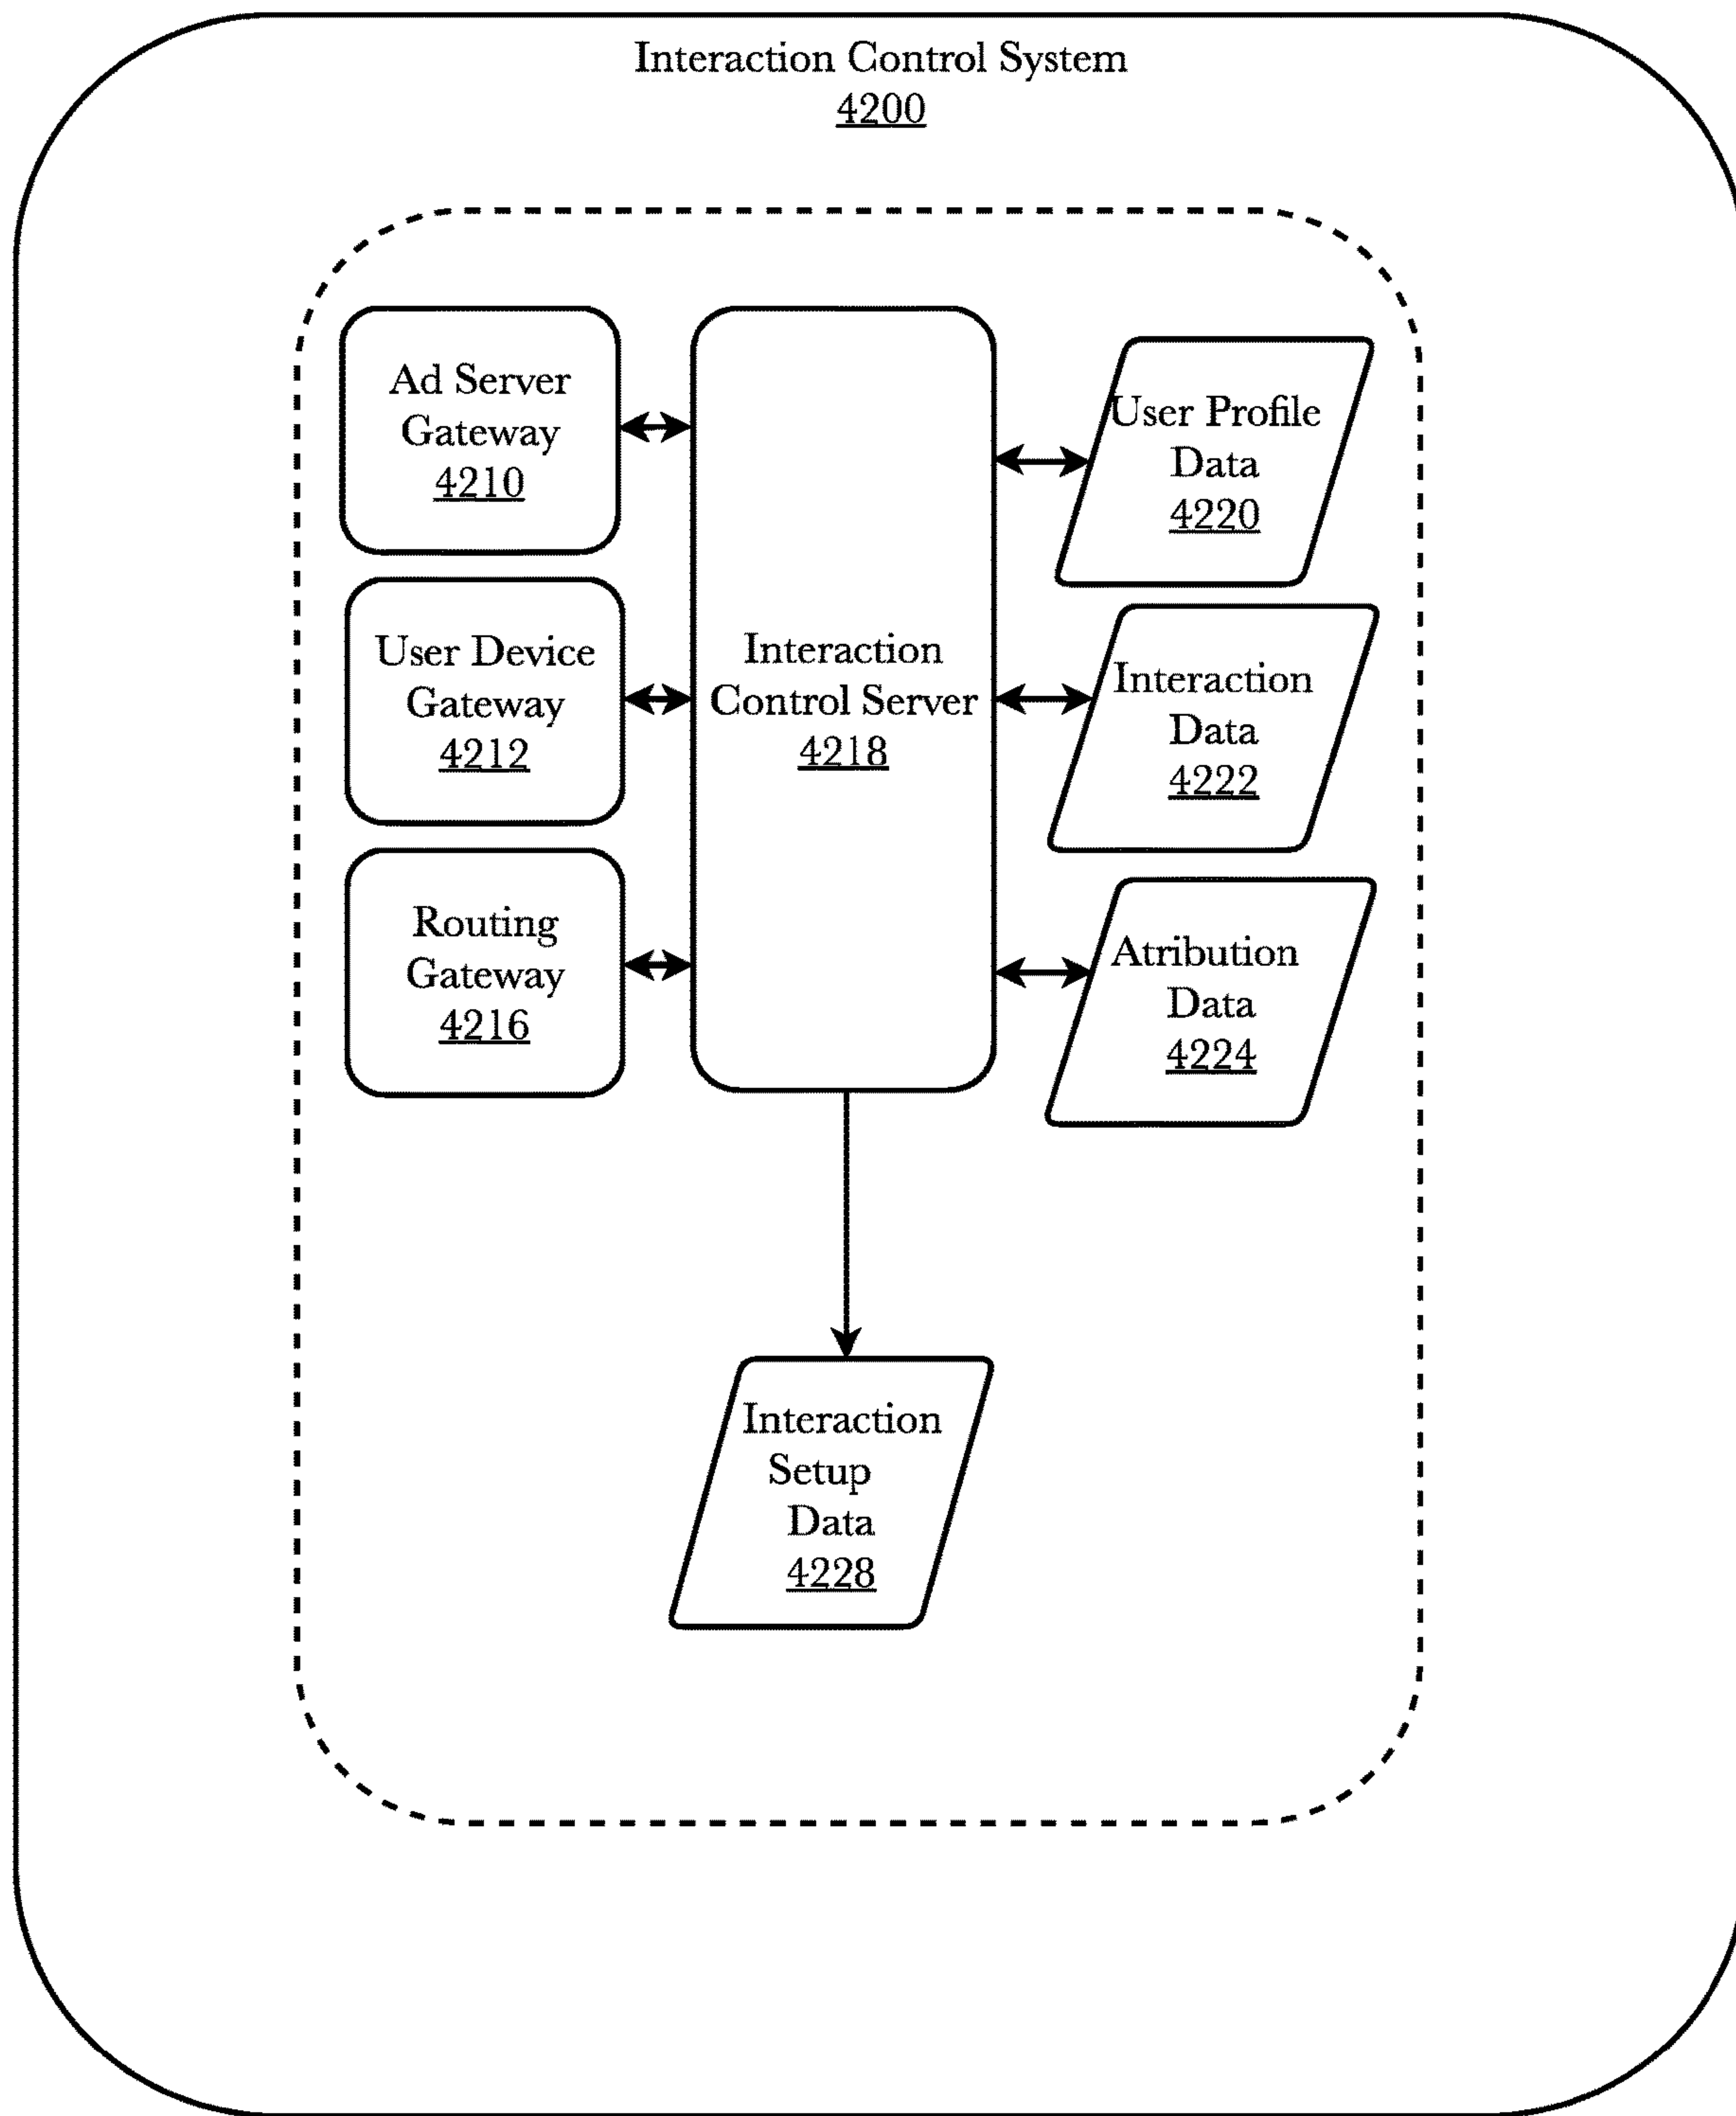 Interaction Control System
4200
Ad Server
Gateway
4210
User Device
Gateway
4212
Routing
Gateway
4216
Interaction
Control Server
4218
User Profile
Data
4220
Interaction
Data
4222
Atribution
Data
4224
Interaction
Setup
Data
4228